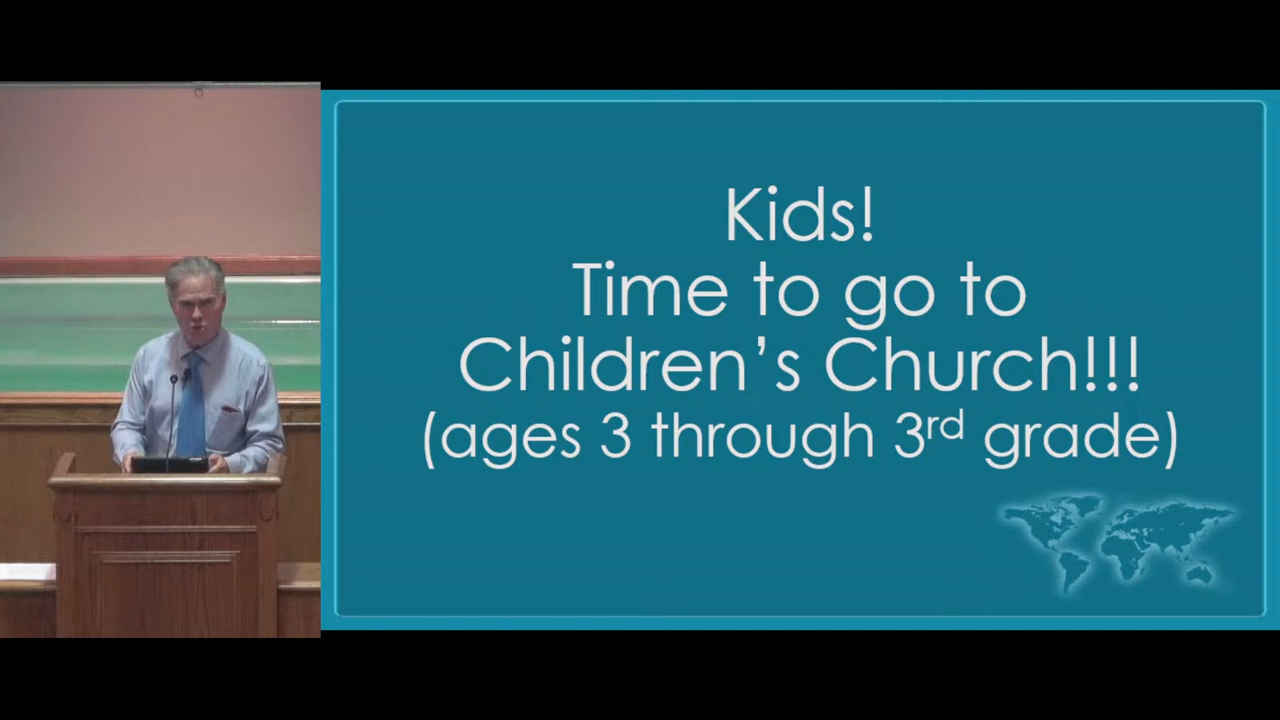 Kids!
Time to go to
Children’s Church!!!
(ages 3 through 3rd grade)